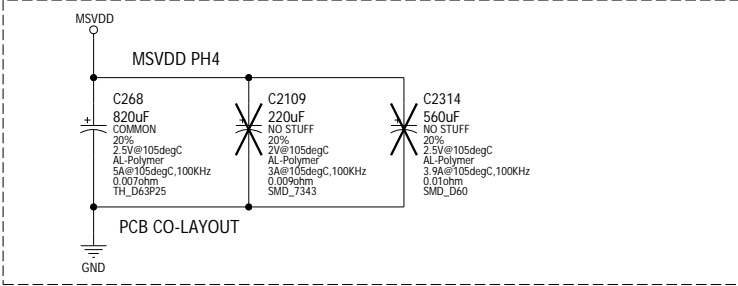 MSVDD
MSVDD PH4
C268
820uF
COMMON
20%
2.5V@105degC
AL-Polymer
5A@105degC,100KHz
0.007ohm
TH_D63P25
C2109
220uF
NO STUFF
20%
2V@105degC
AL-Polymer
3A@105degC,100KHz
0.009ohm
SMD_7343
C2314
560uF
NO STUFF
20%
2.5V@105degC
AL-Polymer
3.9A@105degC,100KHz
0.01ohm
SMD_D60
PCB CO-LAYOUT
GND